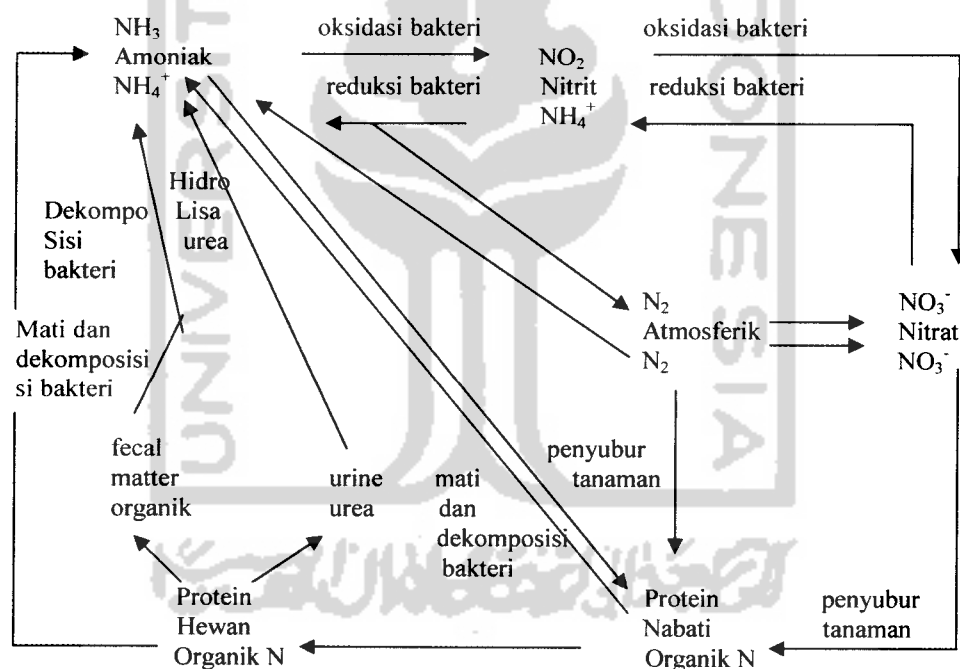 NH₃
Amoniak
NH₄⁺
oksidasi bakteri
reduksi bakteri
NO₂
Nitrit
NH₄⁺
oksidasi bakteri
reduksi bakteri
Hidro
Lisa
urea
Dekompo
Sisi
bakteri
N₂
Atmosferik
N₂
NO₃⁻
Nitrat
NO₃⁻
Mati dan
dekomposisi
si bakteri
fecal
matter
organik
urine
urea
mati
dan
dekomposisi
bakteri
penyubur
tanaman
Protein
Hewan
Organik N
Protein
Nabati
Organik N
penyubur
tanaman
UNIVERSIT
ONESIA